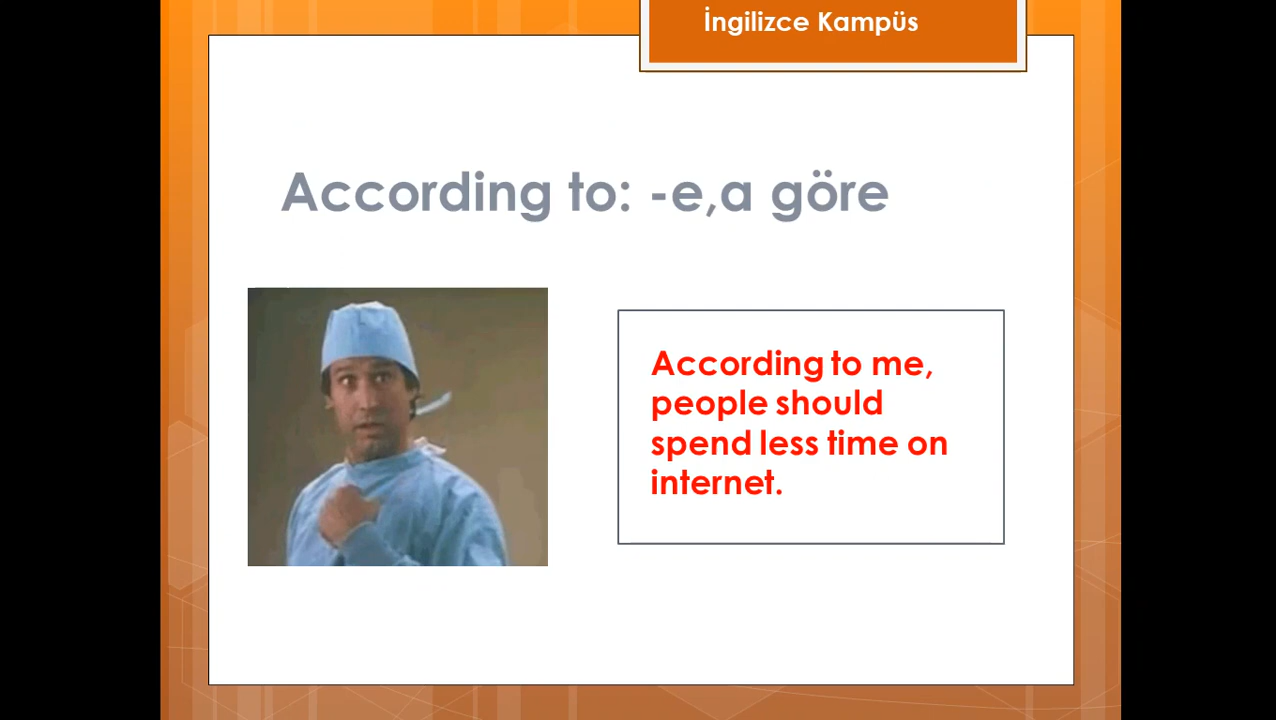 İngilizce Kampüs
According to: -e,a göre
According to me,
people should
spend less time on
internet.